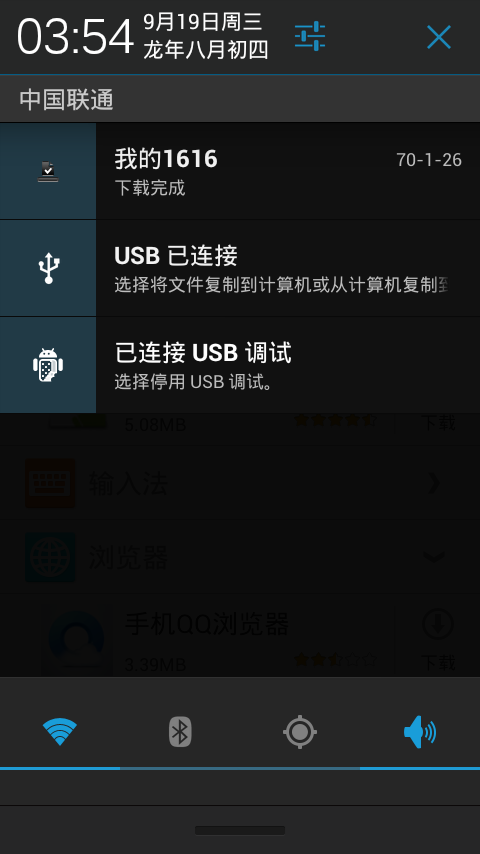 03:54
9月19日周三
龙年八月初四
中国联通
我的1616
70-1-26
下载完成
USB 已连接
选择将文件复制到计算机或从计算机复制到
已连接 USB 调试
选择停用 USB 调试。
5.08MB
下载
输入法
浏览器
手机QQ浏览器
3.39MB
下载